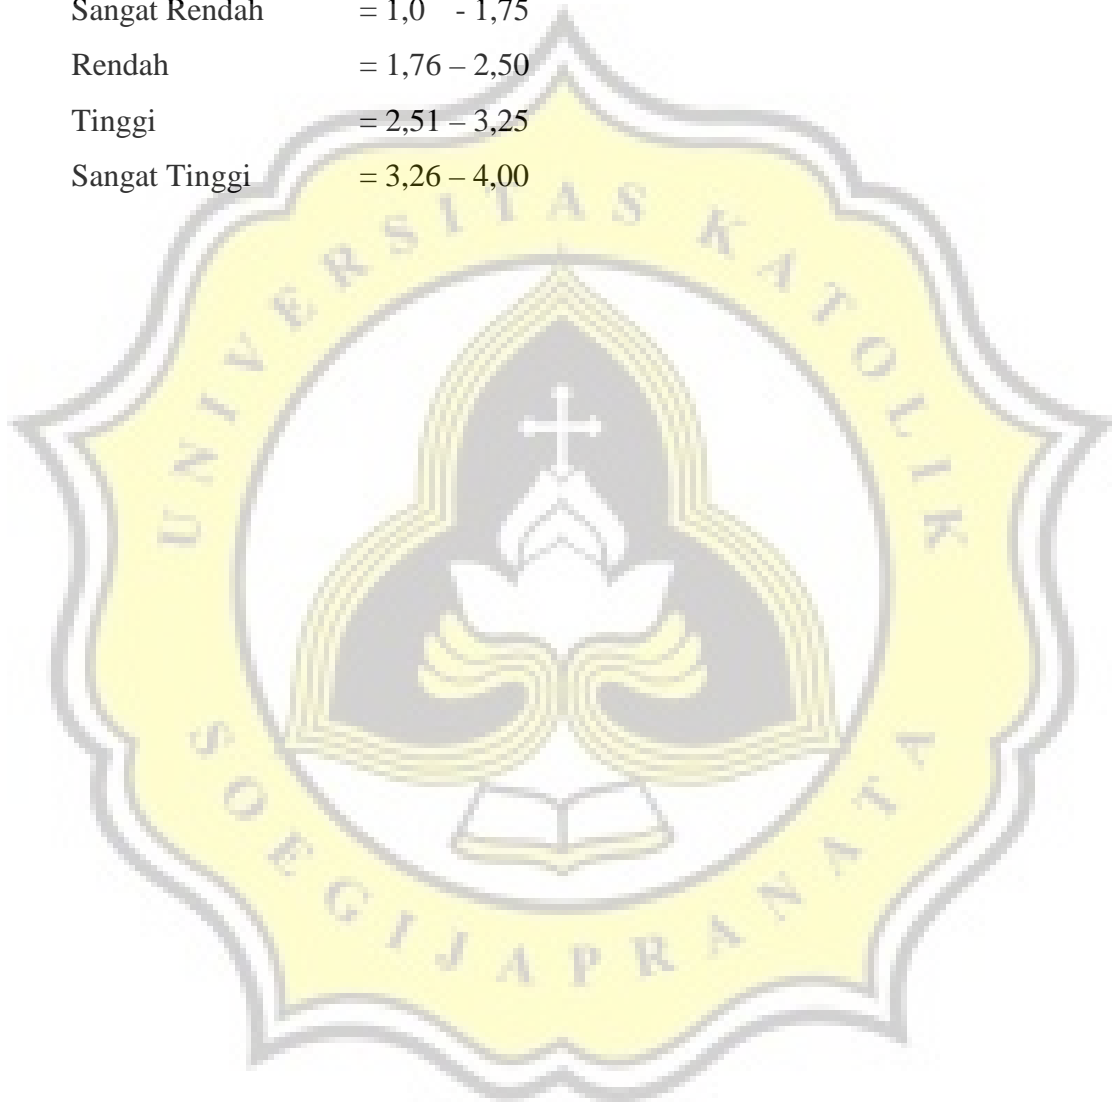 Sangat Rendah = 1,0 - 1,75
Rendah = 1,76 – 2,50
Tinggi = 2,51 – 3,25
Sangat Tinggi = 3,26 – 4,00
UNIVERSITAS KATOLIK
SOEGIJAPRANATA